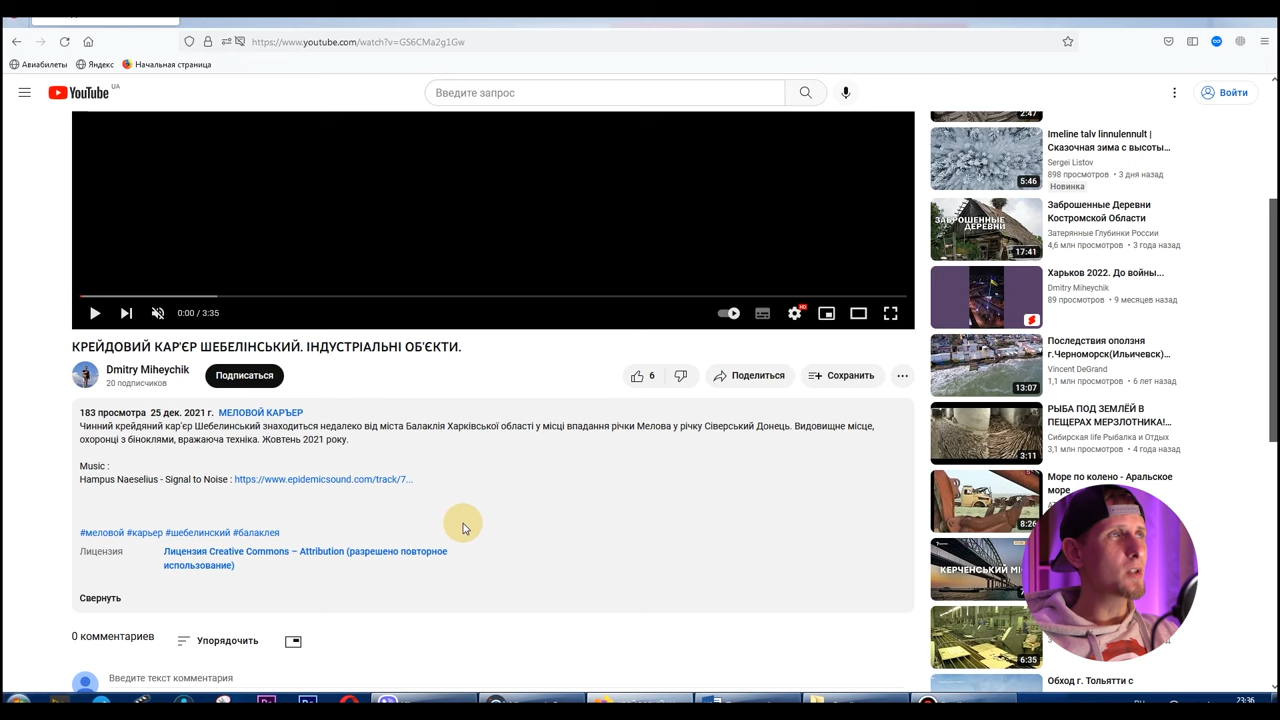 https://www.youtube.com/watch?v=GS6CMa2g1Gw
Авиабилеты
Яндекс
Начальная страница
YouTube UA
Введите запрос
Войти
0:00 / 3:35
HD
КРЕЙДОВИЙ КАР'ЄР ШЕБЕЛІНСЬКИЙ. ІНДУСТРІАЛЬНІ ОБ'ЄКТИ.
Dmitry Miheychik
20 подписчиков
Подписаться
6
Поделиться
Сохранить
183 просмотра 25 дек. 2021 г. МЕЛОВОЙ КАРЪЕР
Чинний крейдяний кар'єр Шебелинський знаходиться недалеко від міста Балаклія Харківської області у місці впадання річки Мелова у річку Сіверський Донець. Видовищне місце,
охоронці з біноклями, вражаюча техніка. Жовтень 2021 року.
Music :
Hampus Naeselius - Signal to Noise : https://www.epidemicsound.com/track/7...
#меловой #карьер #шебелинский #балаклея
Лицензия
Лицензия Creative Commons – Attribution (разрешено повторное
использование)
Свернуть
0 комментариев
Упорядочить
Введите текст комментария
2:47
Imeline talv linnulennult |
Сказочная зима с высоты...
Sergei Listov
898 просмотров • 3 дня назад
Новинка
5:46
ЗАБРОШЕННЫЕ
ДЕРЕВНИ
17:41
Заброшенные Деревни
Костромской Области
Затерянные Глубинки России
4,6 млн просмотров • 3 года назад
Харьков 2022. До войны...
Dmitry Miheychik
89 просмотров • 9 месяцев назад
Последствия оползня
г.Черноморск(Ильичевск)...
Vincent DeGrand
1,1 млн просмотров • 6 лет назад
13:07
РЫБА ПОД ЗЕМЛЁЙ В
ПЕЩЕРАХ МЕРЗЛОТНИКА!...
Сибирская life Рыбалка и Отдых
3,1 млн просмотров • 4 года назад
3:11
Море по колено - Аральское
море
8:26
КЕРЧЕНСЬКИЙ
6:35
Обход г. Тольятти с
23:36